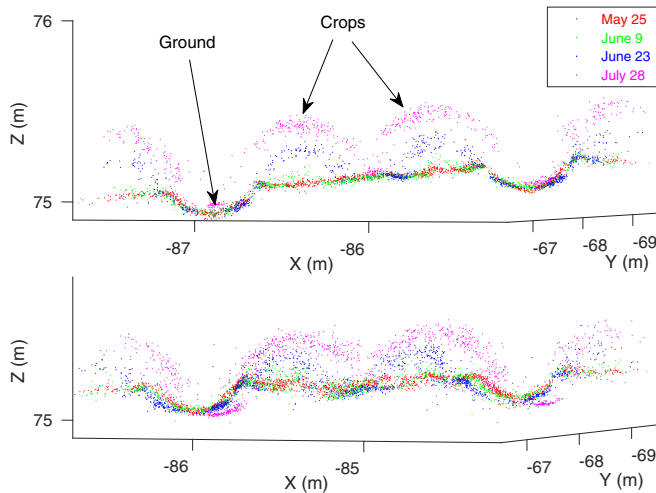 76
Ground
Crops
May 25
June 9
June 23
July 28
Z (m)
75
-87
-86
-67
-68
-69
X (m)
Y (m)
Z (m)
75
-86
-85
-67
-68
-69
X (m)
Y (m)